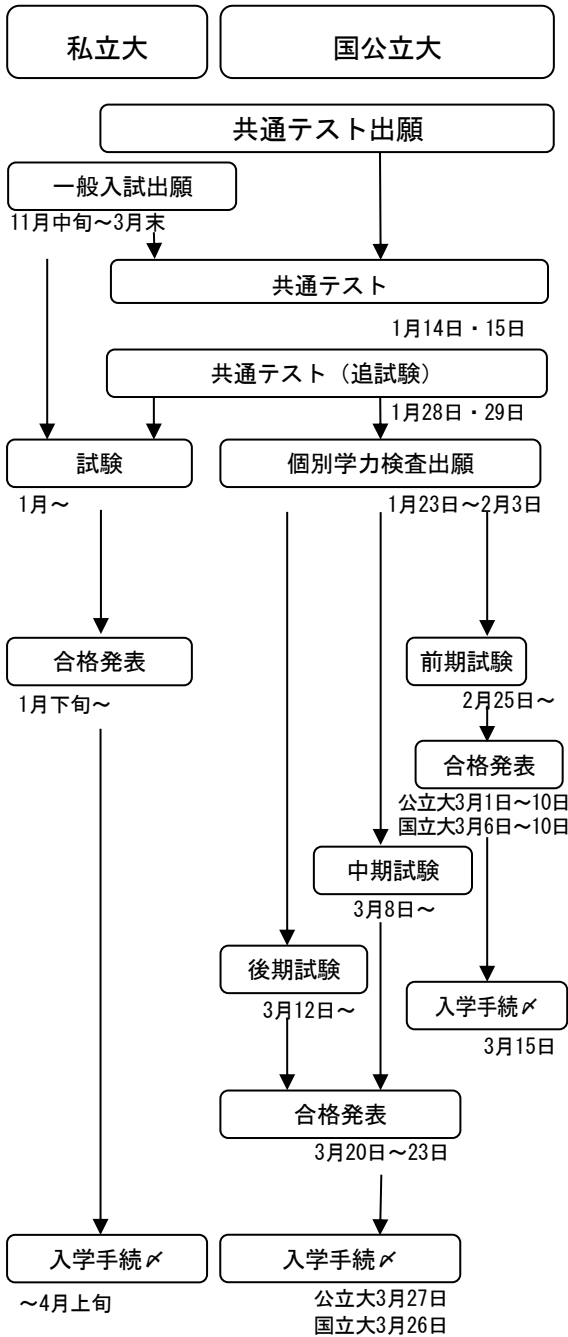 私立大
国公立大
共通テスト出願
一般入試出願
11月中旬～3月末
共通テスト
1月14日・15日
共通テスト（追試験）
1月28日・29日
試験
1月～
個別学力検査出願
1月23日～2月3日
合格発表
1月下旬～
前期試験
2月25日～
合格発表
公立大3月1日～10日
国立大3月6日～10日
中期試験
3月8日～
後期試験
3月12日～
入学手続〆
3月15日
合格発表
3月20日～23日
入学手続〆
～4月上旬
入学手続〆
公立大3月27日
国立大3月26日